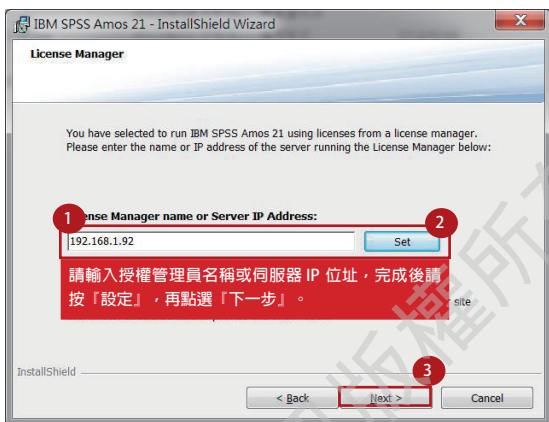 IBM SPSS Amos 21 - InstallShield Wizard
License Manager
You have selected to run IBM SPSS Amos 21 using licenses from a license manager.
Please enter the name or IP address of the server running the License Manager below:
1
2
ense Manager name or Server IP Address:
192.168.1.92
Set
請輸入授權管理員名稱或伺服器 IP 位址,完成後請
按『設定』,再點選『下一步』。
site
InstallShield
3
< Back
Next >
Cancel
版權所